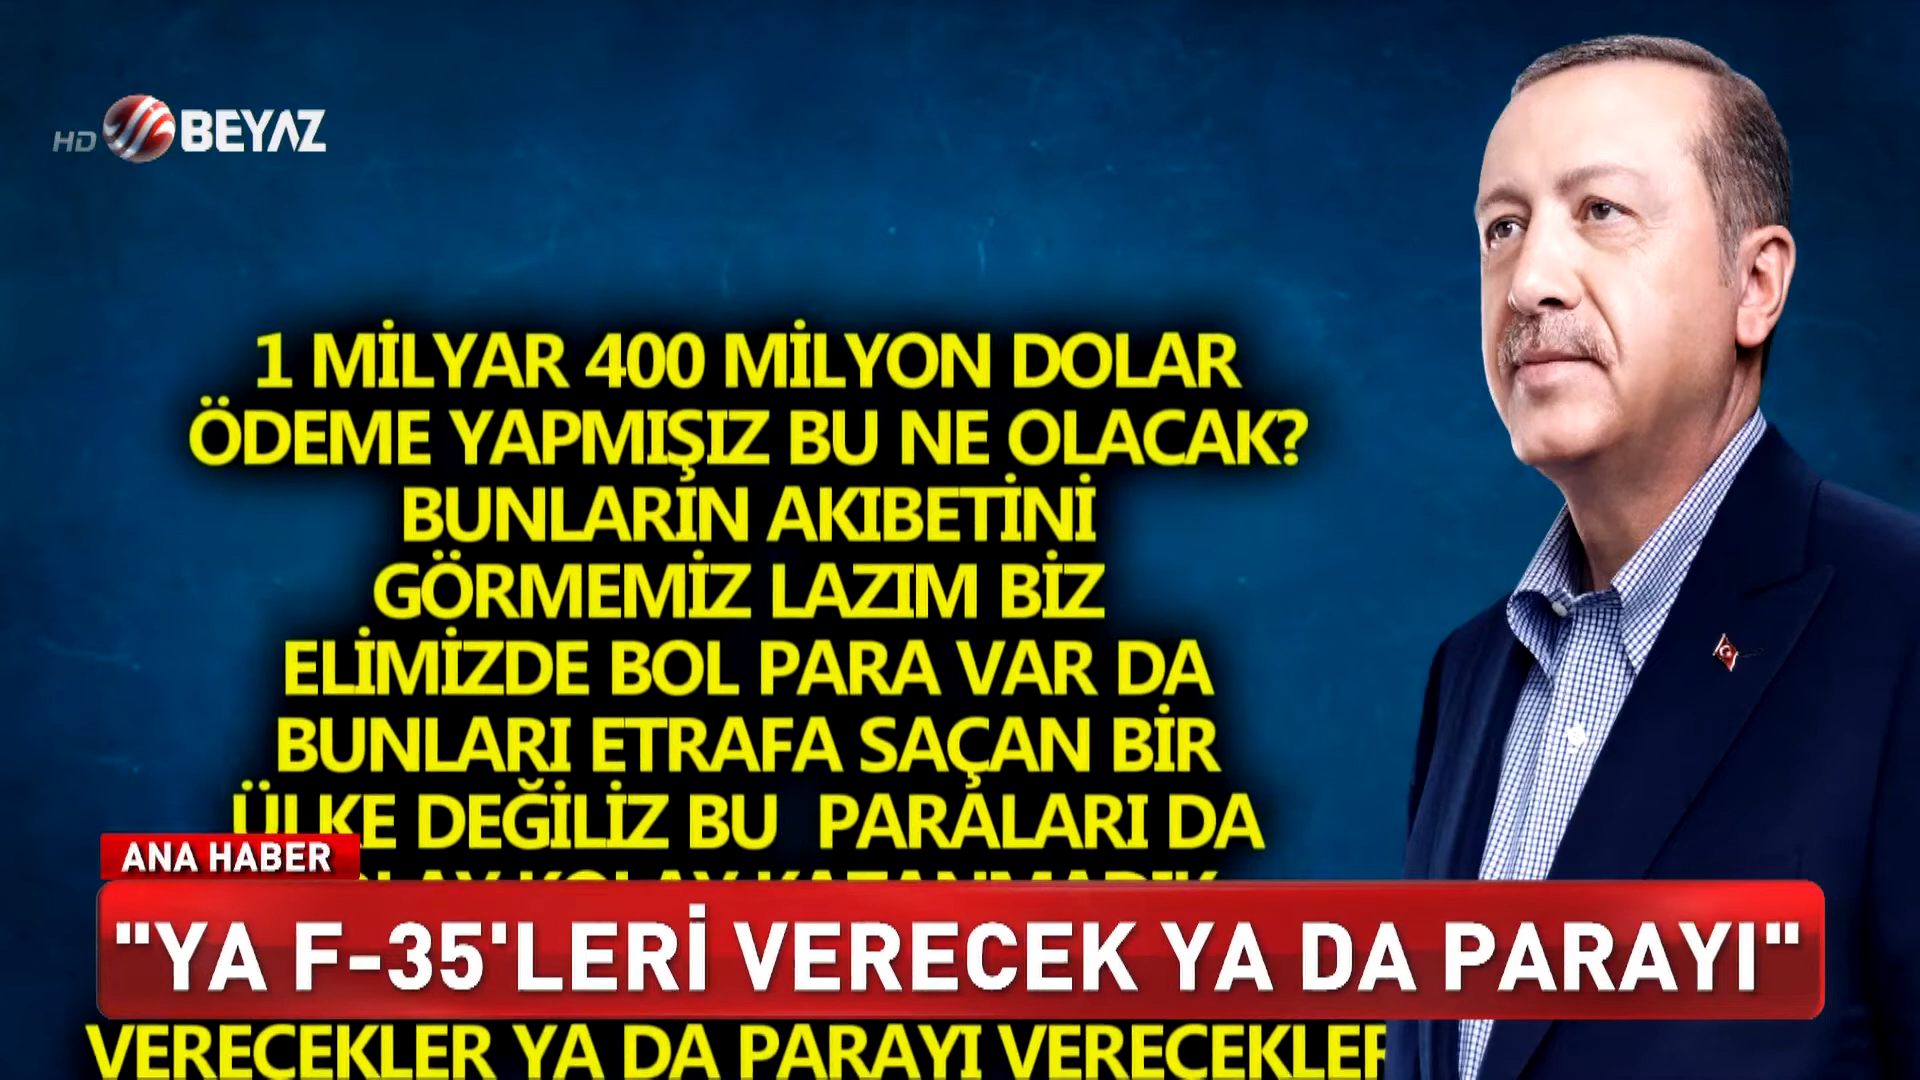 HD BEYAZ
1 MİLYAR 400 MİLYON DOLAR
ÖDEME YAPMIŞIZ BU NE OLACAK?
BUNLARIN AKIBETİNİ
GÖRMEMİZ LAZIM BİZ
ELİMİZDE BOL PARA VAR DA
BUNLARI ETRAFA SAÇAN BİR
ÜLKE DEĞİLİZ BU PARALARI DA
ANA HABER
"YA F-35'LERİ VERECEK YA DA PARAYI"
VERECEKLER YA DA PARAYI VERECEKLER